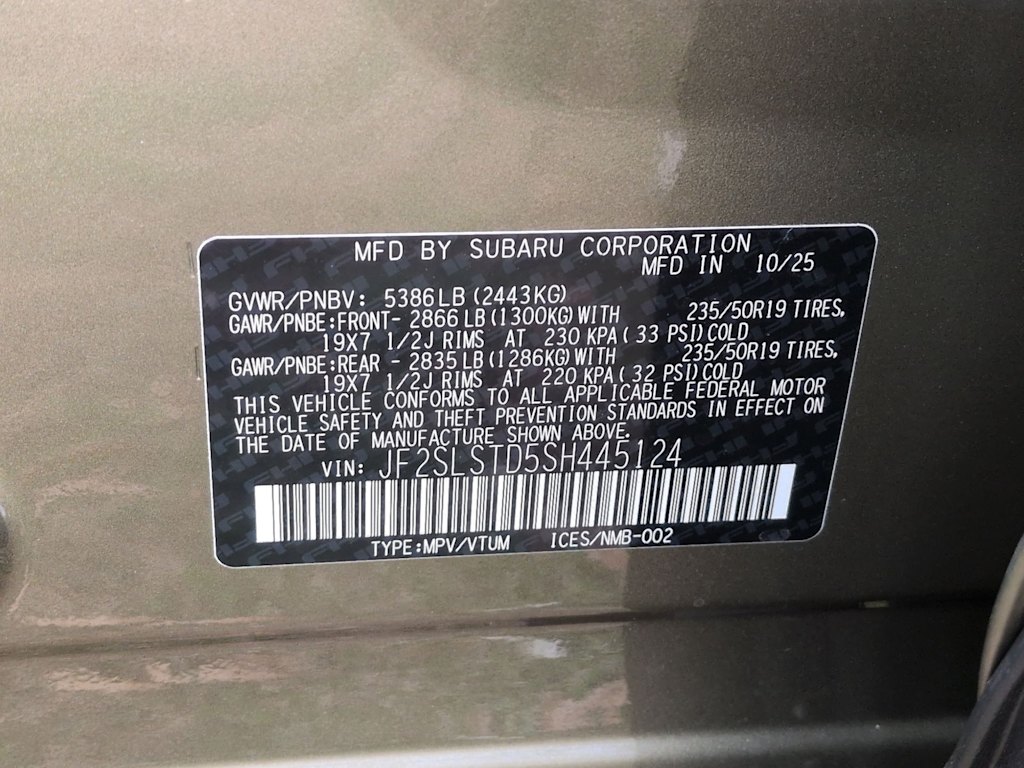 MFD BY SUBARU CORPORATION
MFD IN 10/25
GVWR/PNBV: 5386LB (2443KG)
GAWR/PNBE:FRONT- 2866 LB (1300KG) WITH 235/50R19 TIRES,
19X7 1/2J RIMS AT 230 KPA ( 33 PSI) COLD
GAWR/PNBE:REAR - 2835 LB (1286KG) WITH 235/50R19 TIRES,
19X7 1/2J RIMS AT 220 KPA ( 32 PSI) COLD
THIS VEHICLE CONFORMS TO ALL APPLICABLE FEDERAL MOTOR
VEHICLE SAFETY AND THEFT PREVENTION STANDARDS IN EFFECT ON
THE DATE OF MANUFACTURE SHOWN ABOVE.
VIN: JF2SLSTD5SH445124
TYPE:MPV/VTUM ICES/NMB-002